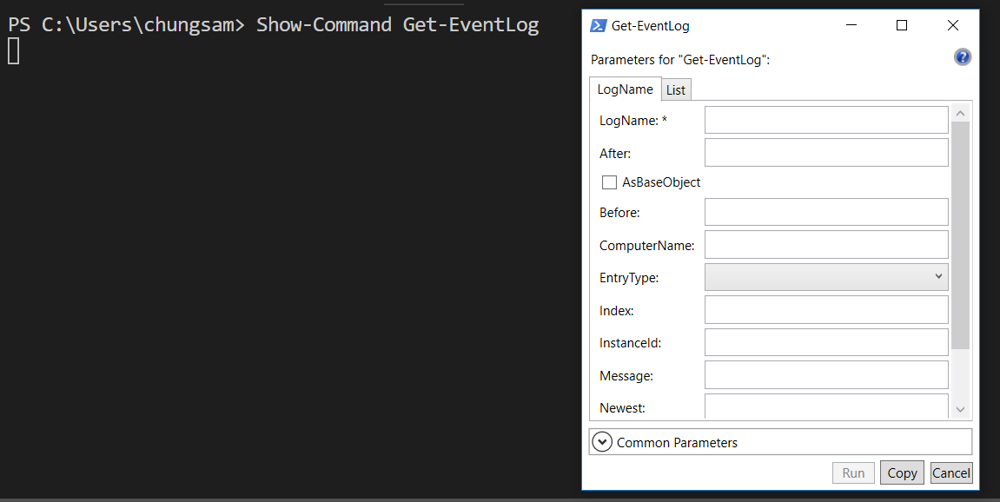 PS C:\Users\chungsam> Show-Command Get-EventLog
Get-EventLog
Parameters for "Get-EventLog":
?
LogName List
LogName: *
After:
AsBaseObject
Before:
ComputerName:
EntryType:
Index:
InstanceId:
Message:
Newest:
Common Parameters
Run Copy Cancel